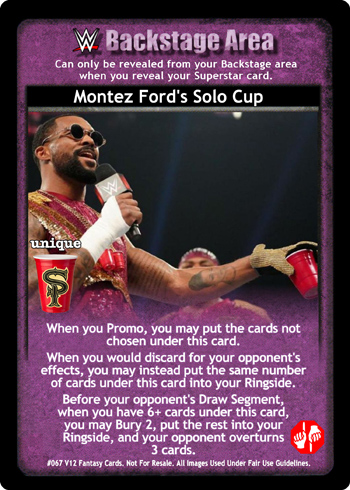 W Backstage Area
Can only be revealed from your Backstage area
when you reveal your Superstar card.
Montez Ford's Solo Cup
W
unique
SP
When you Promo, you may put the cards not
chosen under this card.
When you would discard for your opponent's
effects, you may instead put the same number
of cards under this card into your Ringside.
Before your opponent's Draw Segment,
when you have 6+ cards under this card,
you may Bury 2, put the rest into your
Ringside, and your opponent overturns
3 cards.
#067 V12 Fantasy Cards. Not For Resale. All Images Used Under Fair Use Guidelines.